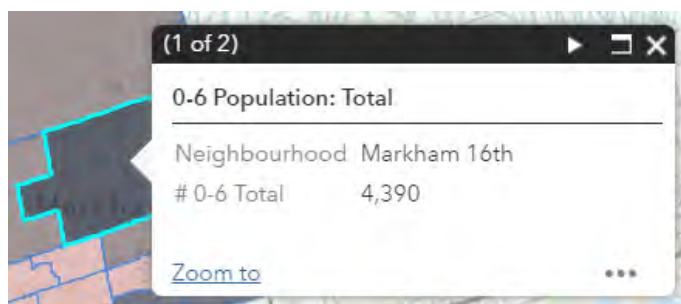 (1 of 2)
0-6 Population: Total
Neighbourhood Markham 16th
# 0-6 Total 4,390
Zoom to